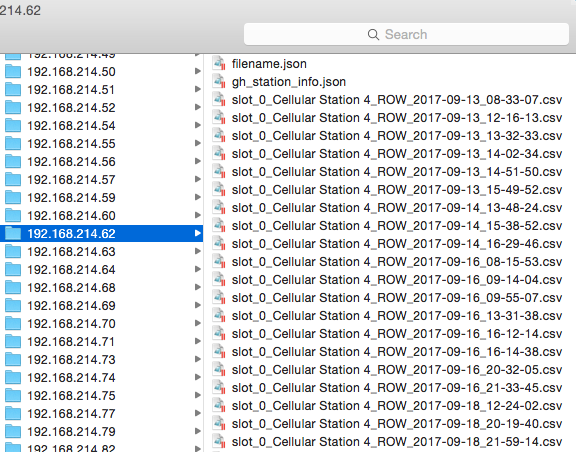 214.62
Search
192.168.214.49
192.168.214.50
192.168.214.51
192.168.214.52
192.168.214.54
192.168.214.55
192.168.214.56
192.168.214.57
192.168.214.59
192.168.214.60
192.168.214.62
192.168.214.63
192.168.214.64
192.168.214.68
192.168.214.69
192.168.214.70
192.168.214.71
192.168.214.73
192.168.214.74
192.168.214.75
192.168.214.77
192.168.214.79
192.168.214.82
filename.json
gh_station_info.json
slot_0_Cellular Station 4_ROW_2017-09-13_08-33-07.csv
slot_0_Cellular Station 4_ROW_2017-09-13_12-16-13.csv
slot_0_Cellular Station 4_ROW_2017-09-13_13-32-33.csv
slot_0_Cellular Station 4_ROW_2017-09-13_14-02-34.csv
slot_0_Cellular Station 4_ROW_2017-09-13_14-51-50.csv
slot_0_Cellular Station 4_ROW_2017-09-13_15-49-52.csv
slot_0_Cellular Station 4_ROW_2017-09-14_13-48-24.csv
slot_0_Cellular Station 4_ROW_2017-09-14_15-38-52.csv
slot_0_Cellular Station 4_ROW_2017-09-14_16-29-46.csv
slot_0_Cellular Station 4_ROW_2017-09-16_08-15-53.csv
slot_0_Cellular Station 4_ROW_2017-09-16_09-14-04.csv
slot_0_Cellular Station 4_ROW_2017-09-16_09-55-07.csv
slot_0_Cellular Station 4_ROW_2017-09-16_13-31-38.csv
slot_0_Cellular Station 4_ROW_2017-09-16_16-12-14.csv
slot_0_Cellular Station 4_ROW_2017-09-16_16-14-38.csv
slot_0_Cellular Station 4_ROW_2017-09-16_20-32-05.csv
slot_0_Cellular Station 4_ROW_2017-09-16_21-33-45.csv
slot_0_Cellular Station 4_ROW_2017-09-18_12-24-02.csv
slot_0_Cellular Station 4_ROW_2017-09-18_20-19-40.csv
slot_0_Cellular Station 4_ROW_2017-09-18_21-59-14.csv